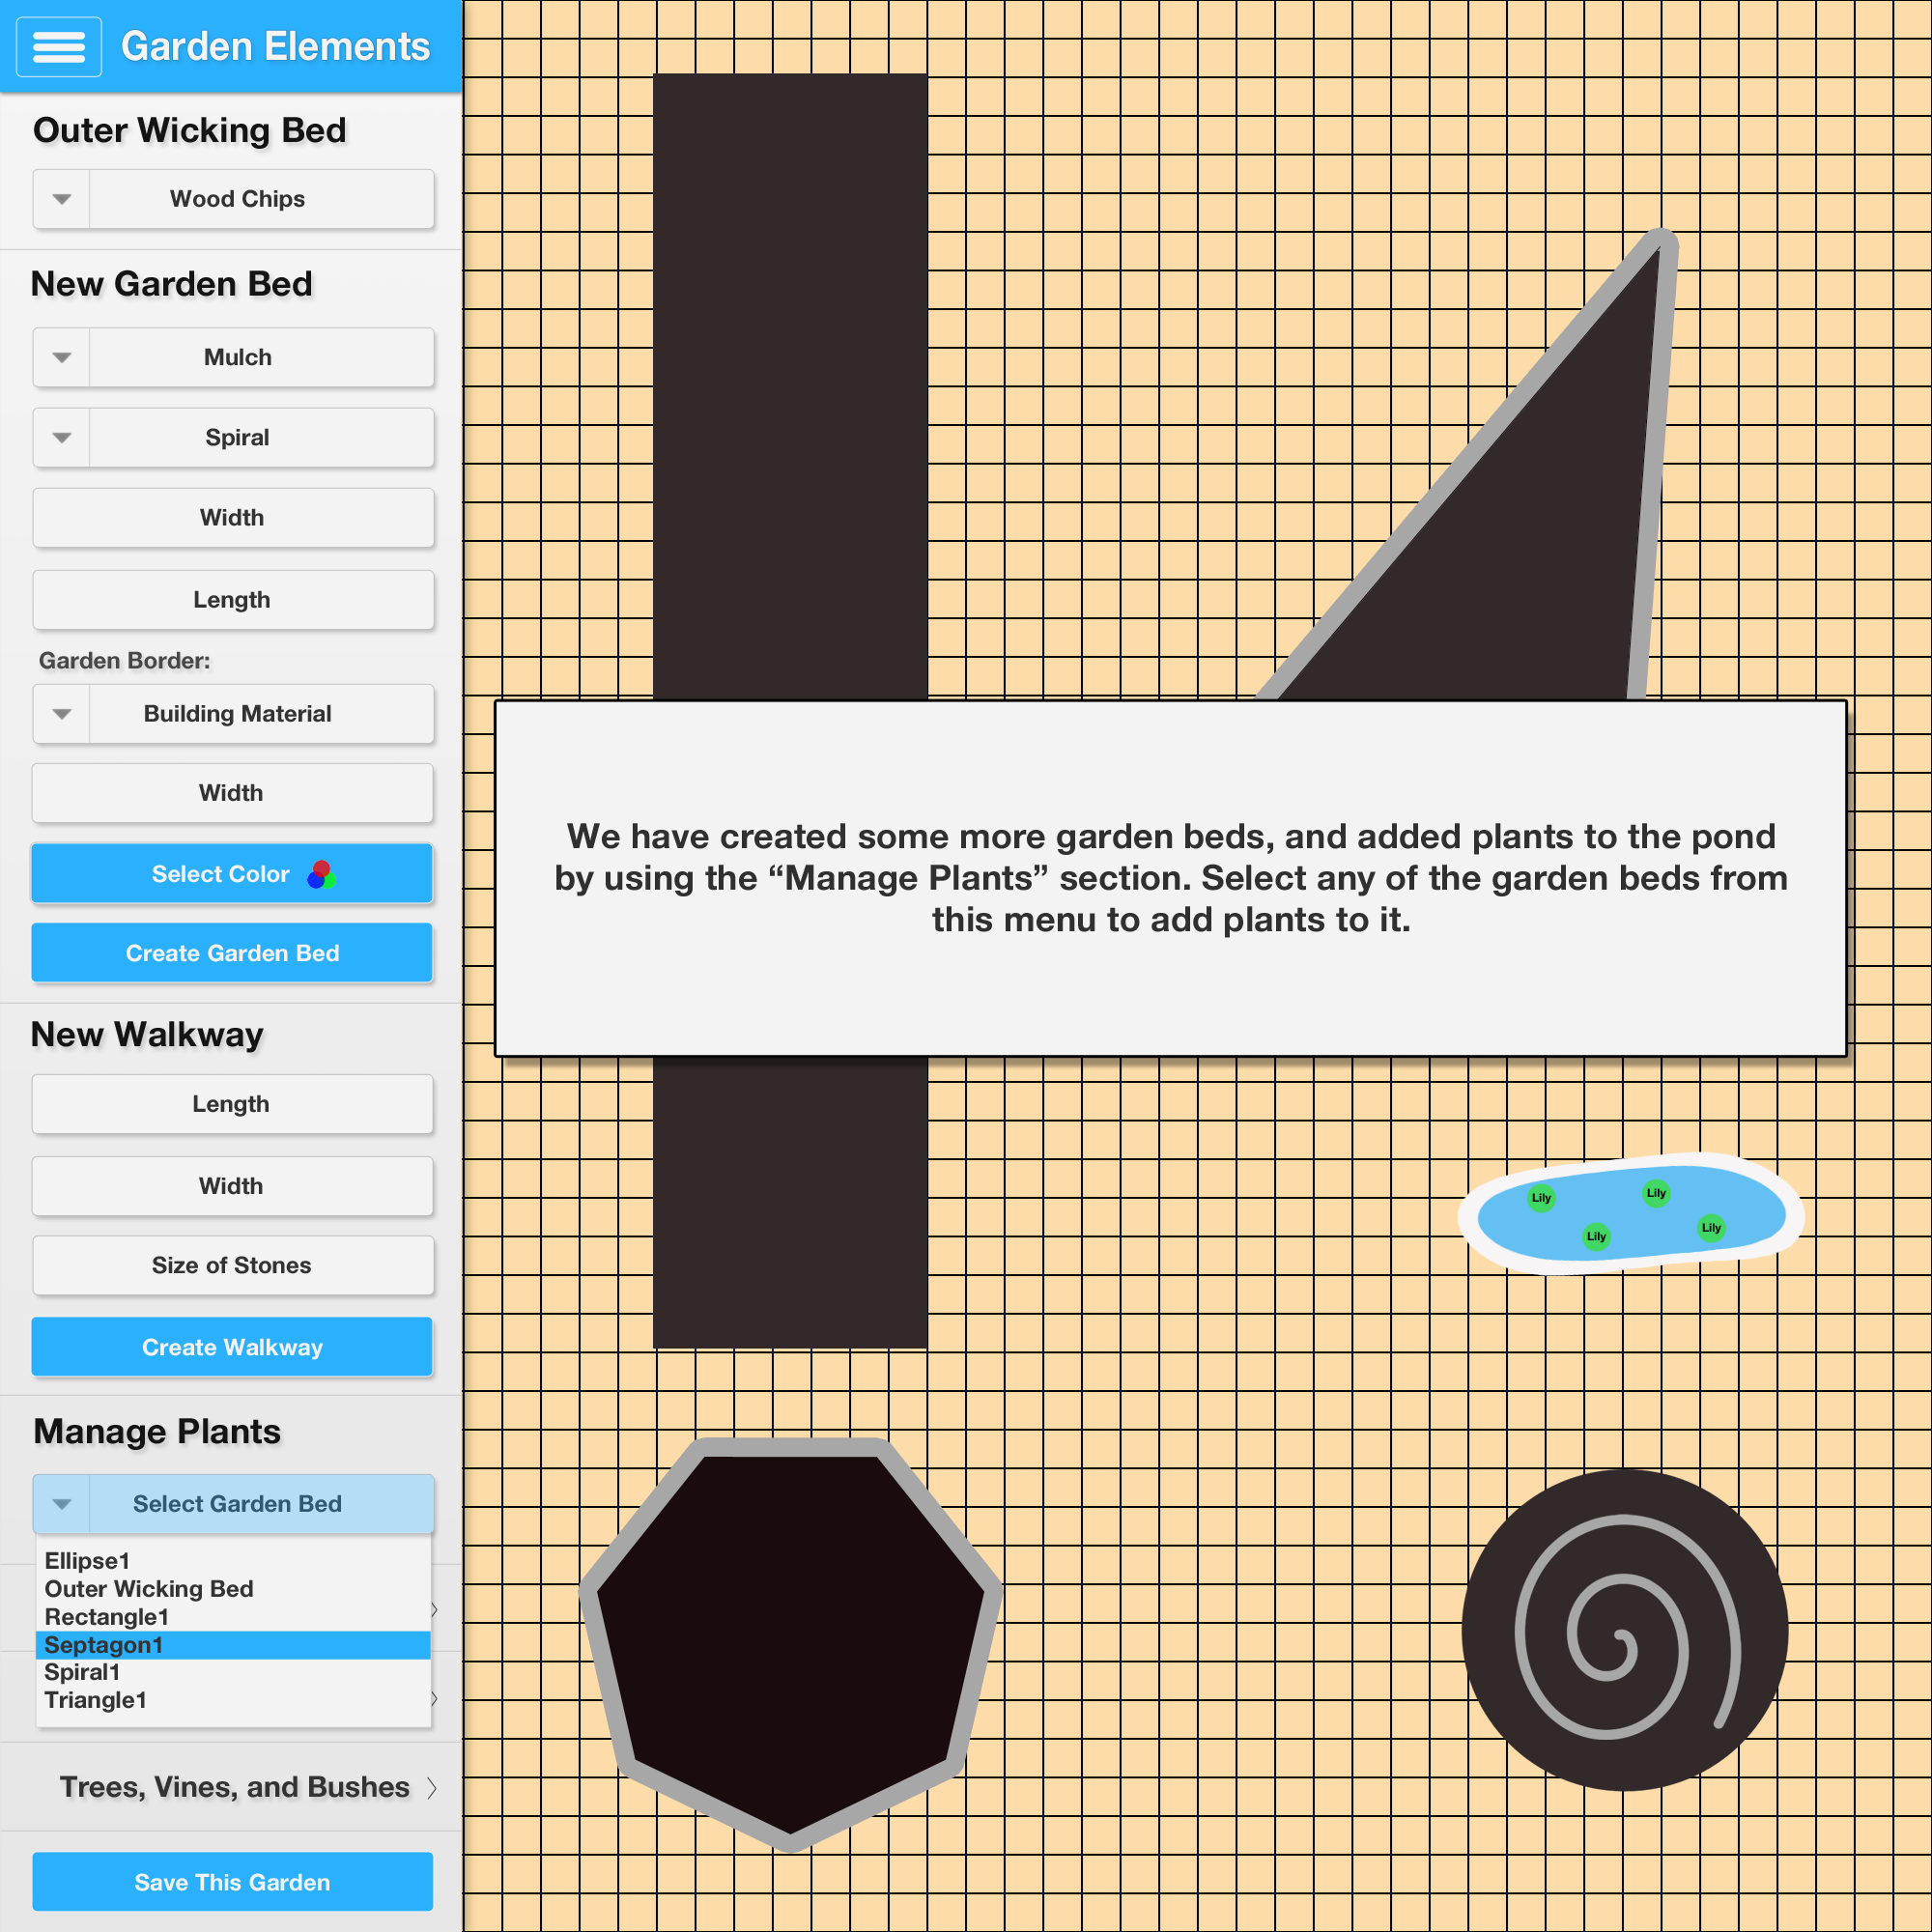 Garden Elements
Outer Wicking Bed
Wood Chips
New Garden Bed
Mulch
Spiral
Width
Length
Garden Border:
Building Material
Width
Select Color
Create Garden Bed
New Walkway
Length
Width
Size of Stones
Create Walkway
Manage Plants
Select Garden Bed
Ellipse1
Outer Wicking Bed
Rectangle1
Septagon1
Spiral1
Triangle1
Trees, Vines, and Bushes
Save This Garden
We have created some more garden beds, and added plants to the pond
by using the “Manage Plants” section. Select any of the garden beds from
this menu to add plants to it.
Lily
Lily
Lily
Lily